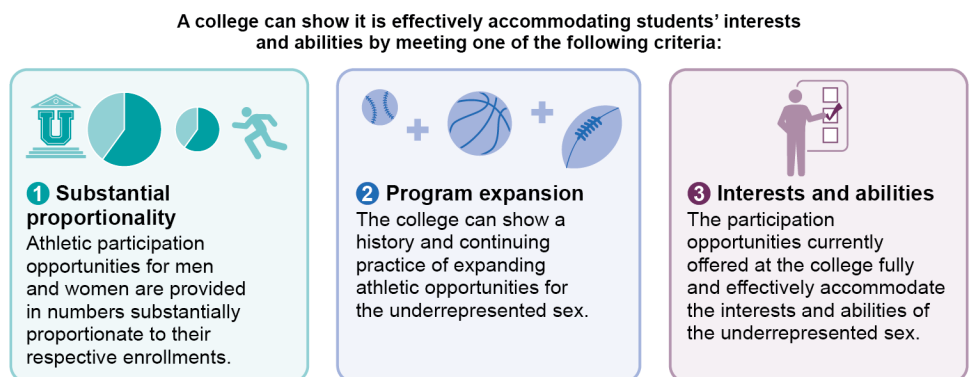 A college can show it is effectively accommodating students' interests
and abilities by meeting one of the following criteria:
U
1 Substantial
proportionality
Athletic participation
opportunities for men
and women are provided
in numbers substantially
proportionate to their
respective enrollments.
2 Program expansion
The college can show a
history and continuing
practice of expanding
athletic opportunities for
the underrepresented sex.
3 Interests and abilities
The participation
opportunities currently
offered at the college fully
and effectively accommodate
the interests and abilities of
the underrepresented sex.